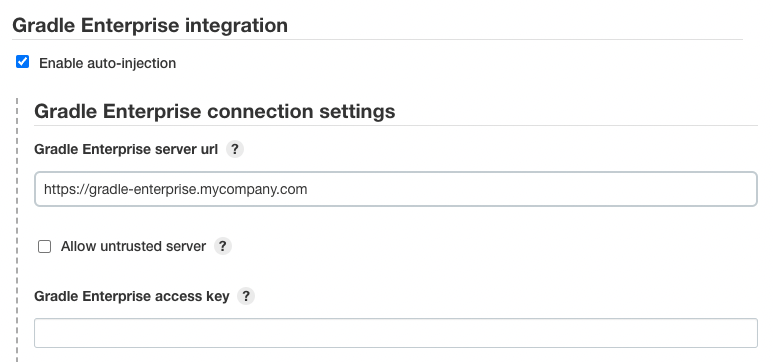 Gradle Enterprise integration
Enable auto-injection
Gradle Enterprise connection settings
Gradle Enterprise server url ?
https://gradle-enterprise.mycompany.com
Allow untrusted server ?
Gradle Enterprise access key ?